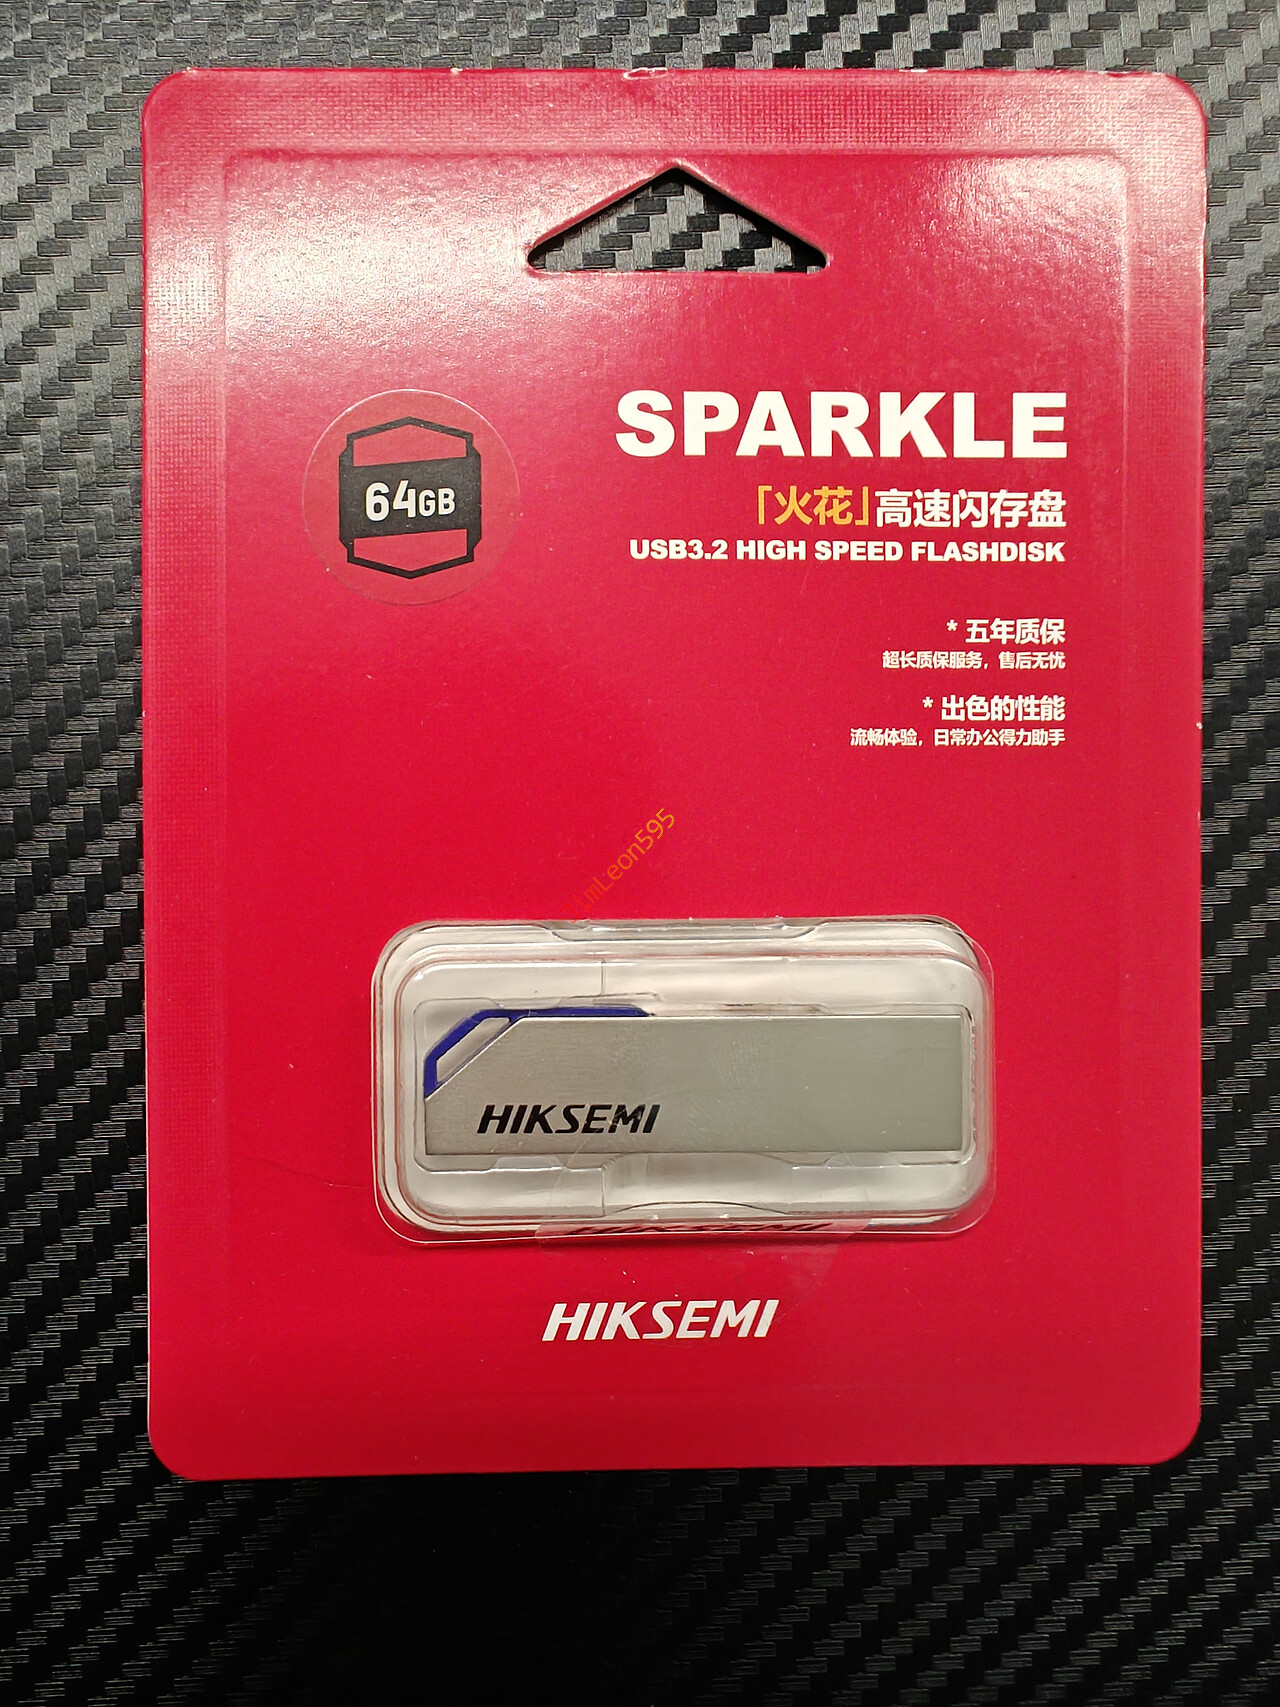 SPARKLE
64GB
「火花」高速闪存盘
USB3.2 HIGH SPEED FLASHDISK
* 五年质保
超长质保服务，售后无忧
* 出色的性能
流畅体验，日常办公得力助手
mLeon595
HIKSEMI
HIKSEMI
HIKSEMI